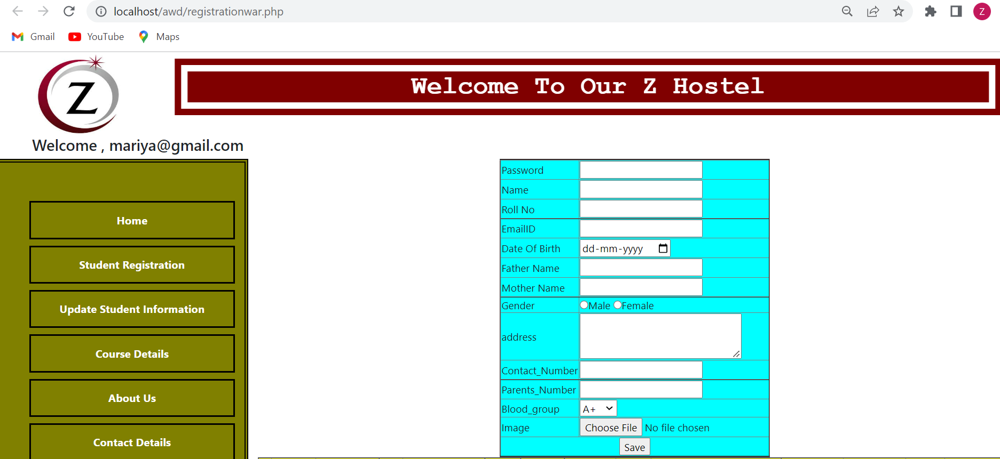 localhost/awd/registrationwar.php
Z
Gmail YouTube Maps
Z
Welcome To Our Z Hostel
Welcome , mariya@gmail.com
Home
Student Registration
Update Student Information
Course Details
About Us
Contact Details
Password
Name
Roll No
EmailID
Date Of Birth dd-mm-yyyy
Father Name
Mother Name
Gender Male Female
address
Contact_Number
Parents_Number
Blood_group A+
Image Choose File No file chosen
Save